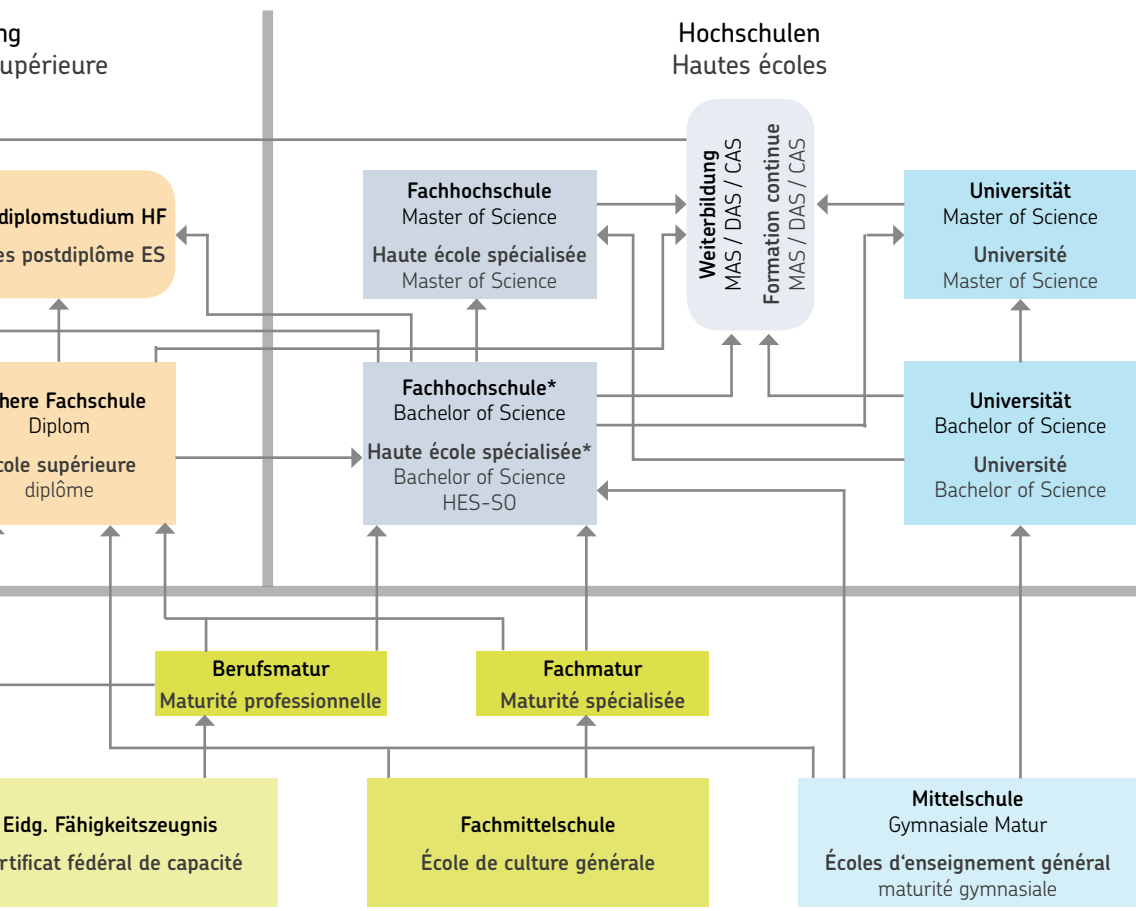 ng
upérieure
Hochschulen
Hautes écoles
diplomstudium HF
es postdiplôme ES
Fachhochschule
Master of Science
Haute école spécialisée
Master of Science
Weiterbildung
MAS / DAS / CAS
Formation continue
MAS / DAS / CAS
Universität
Master of Science
Université
Master of Science
here Fachschule
Diplom
cole supérieure
diplôme
Fachhochschule*
Bachelor of Science
Haute école spécialisée*
Bachelor of Science
HES-SO
Universität
Bachelor of Science
Université
Bachelor of Science
Berufsmatur
Maturité professionnelle
Fachmatur
Maturité spécialisée
Eidg. Fähigkeitszeugnis
rtificat fédéral de capacité
Fachmittelschule
École de culture générale
Mittelschule
Gymnasiale Matur
Écoles d‘enseignement général
maturité gymnasiale